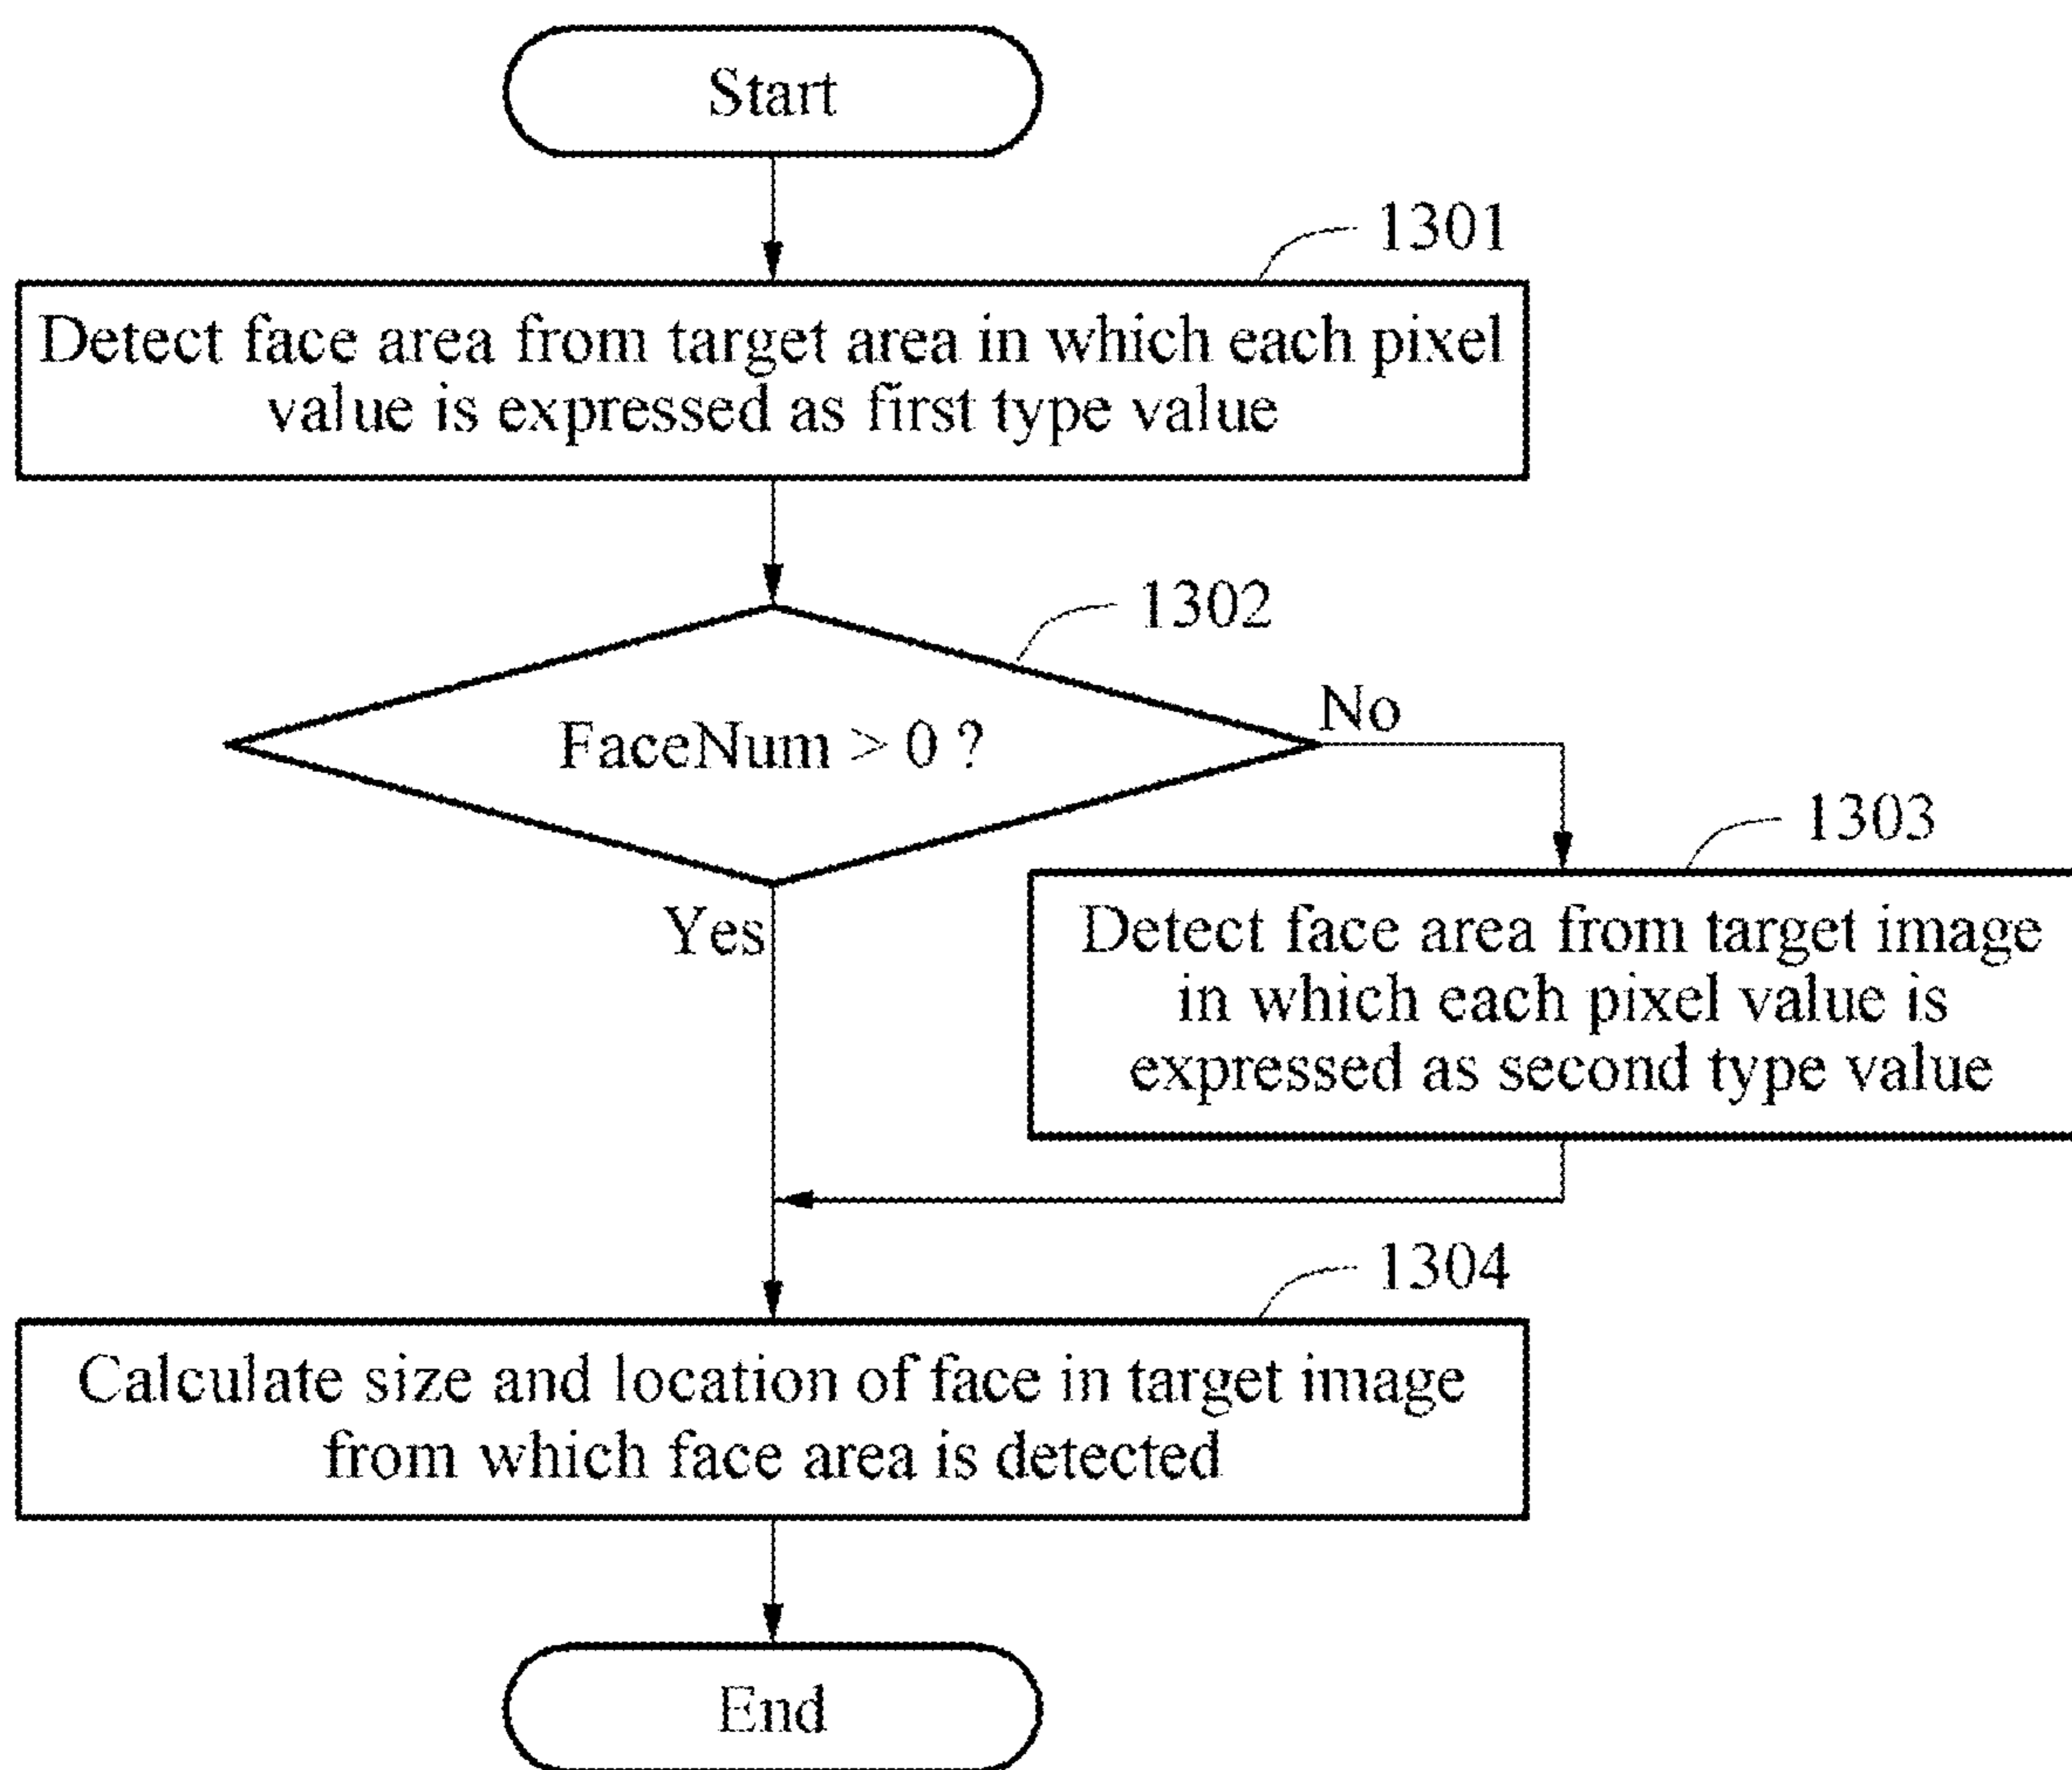 Start
1301
Detect face area from target area in which each pixel
value is expressed as first type value
1302
FaceNum > 0 ?
No
Yes
1303
Detect face area from target image
in which each pixel value is
expressed as second type value
1304
Calculate size and location of face in target image
from which face area is detected
End